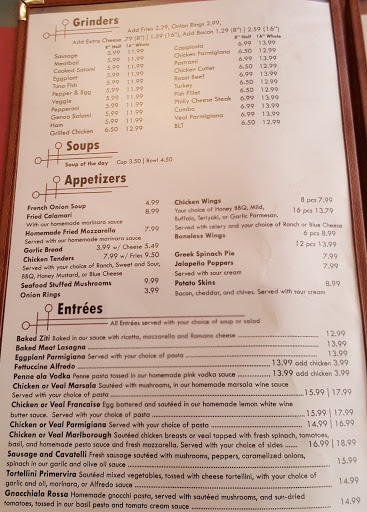 Grinders
Add Fries 2.29, Onion Rings 2.99,
Add Extra Cheese .79 (8") | 1.59 (16"), Add Bacon 1.29 (8") | 2.59 (16")
8" Half 16" Whole
Sausage 5.99 11.99
Meatball 5.99 11.99
Cooked Salami 5.99 11.99
Eggplant 5.99 11.99
Tuna Fish 5.99 11.99
Pepper & Egg 5.99 11.99
Veggie 5.99 11.99
Pepperoni 5.99 11.99
Genoa Salami 5.99 11.99
Ham 5.99 11.99
Grilled Chicken 6.50 12.99
8" Half 16" Whole
Cappicola 6.99 13.99
Chicken Parmigiana 6.99 13.99
Pastrami 6.99 13.99
Chicken Cutlet 6.50 12.99
Roast Beef 6.50 12.99
Turkey 6.50 12.99
Fish Fillet 6.50 12.99
Philly Cheese Steak 6.99 13.99
Combo 6.99 13.99
Veal Parmigiana 6.99 13.99
BLT 6.50 12.99
Soups
Soup of the day Cup 3.50 | Bowl 4.50
Appetizers
French Onion Soup 4.99
Fried Calamari 8.99
With our homemade marinara sauce
Homemade Fried Mozzarella 7.99
Served with our homemade marinara sauce
Garlic Bread 3.99 w/ Cheese 5.49
Chicken Tenders 7.99 w/ Fries 9.50
Served with your choice of Ranch, Sweet and Sour,
BBQ, Honey Mustard, or Blue Cheese
Seafood Stuffed Mushrooms 9.99
Onion Rings 3.99
Chicken Wings 8 pcs 7.99
Your choice of Honey BBQ, Mild, 16 pcs 13.79
Buffalo, Teriyaki, or Garlic Parmesan.
Served with celery and your choice of Ranch or Blue Cheese
Boneless Wings 6 pcs 8.99
12 pcs 13.99
Greek Spinach Pie 7.99
Jalapeño Poppers 7.99
Served with sour cream
Potato Skins 8.99
Bacon, cheddar, and chives. Served with sour cream
Entrées
All Entrées served with your choice of soup or salad
Baked Ziti Baked in our sauce with ricotta, mozzarella and Romano cheese 12.99
Baked Meat Lasagna 13.99
Eggplant Parmigiana Served with your choice of pasta 13.99
Fettuccine Alfredo 13.99 add chicken 3.99
Penne ala Vodka Penne pasta tossed in our homemade pink vodka sauce 13.99 add chicken 3.99
Chicken or Veal Marsala Sautéed with mushrooms, in our homemade marsala wine sauce
Served with your choice of pasta 15.99 | 17.99
Chicken or Veal Francaise Egg battered and sautéed in our homemade lemon white wine
butter sauce. Served with your choice of pasta 15.99 | 17.99
Chicken or Veal Parmigiana Served with your choice of pasta 14.99 | 16.99
Chicken or Veal Marlborough Sautéed chicken breasts or veal topped with fresh spinach, tomatoes,
basil, and homemade pesto sauce and fresh mozzarella. Served with your choice of sides 16.99 | 18.99
Sausage and Cavatelli Fresh sausage sautéed with mushrooms, peppers, caramelized onions,
spinach in our garlic and olive oil sauce 15.99
Tortellini Primervira Sautéed mixed vegetables, tossed with cheese tortellini, with your choice of
garlic and oil, marinara, or Alfredo sauce 14.99
Gnocchiala Rossa Homemade gnocchi pasta, served with sautéed mushrooms, and sun-dried
tomatoes, tossed in our basil pesto and tomato cream sauce 14.99